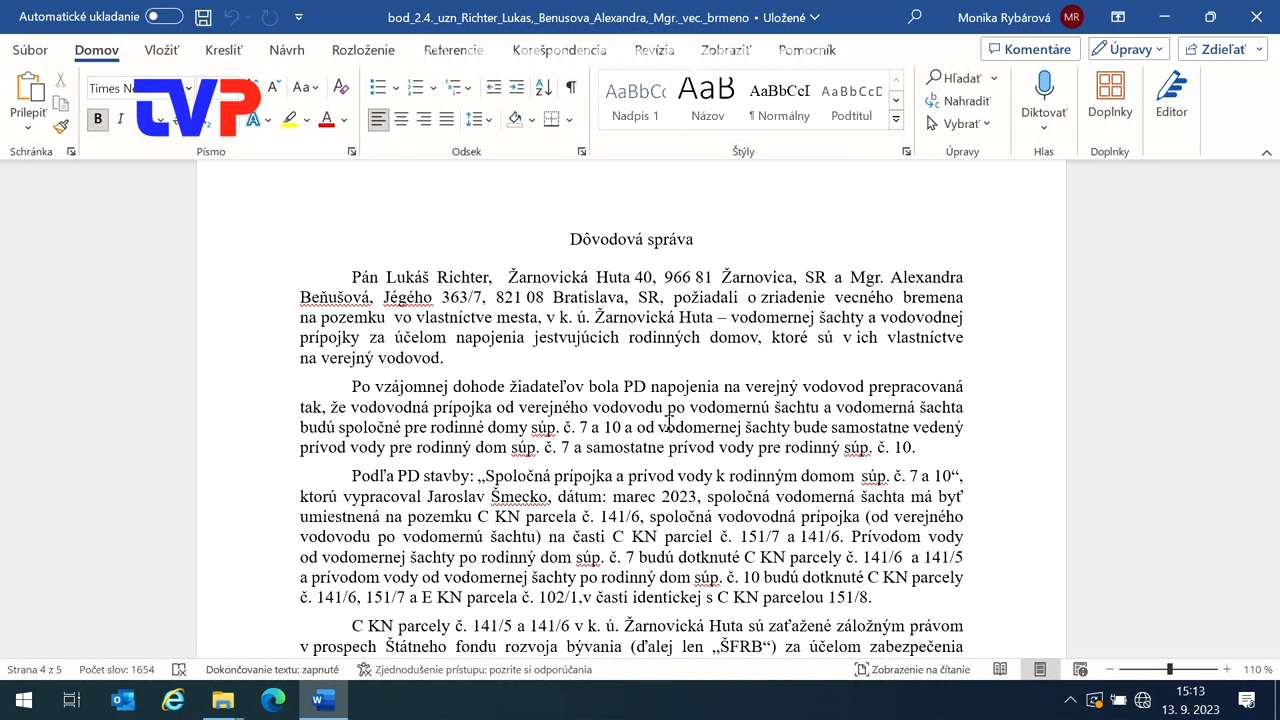 Automatické ukladanie
bod_2.4._uzn_Richter_Lukas,_Benusova_Alexandra,_Mgr._vec._brmeno • Uložené
Monika Rybárová MR
Súbor Domov Vložiť Kresliť Návrh Rozloženie Referencie Korešpondencia Revízia Zobraziť Pomocník
Komentáre Úpravy Zdieľať
Prilepiť
Times N
TVP
B I
AaBbCc AaB AaBbCcI AaBbCcD
Nadpis 1 Názov ¶ Normálny Podtitul
Hľadať
Nahradiť
Vybrať
Diktovať Doplnky Editor
Schránka Písmo Odsek Štýly Úpravy Hlas Doplnky
Dôvodová správa
Pán Lukáš Richter, Žarnovická Huta 40, 966 81 Žarnovica, SR a Mgr. Alexandra
Beňušová, Jégého 363/7, 821 08 Bratislava, SR, požiadali o zriadenie vecného bremena
na pozemku vo vlastníctve mesta, v k. ú. Žarnovická Huta – vodomernej šachty a vodovodnej
prípojky za účelom napojenia jestvujúcich rodinných domov, ktoré sú v ich vlastníctve
na verejný vodovod.
Po vzájomnej dohode žiadateľov bola PD napojenia na verejný vodovod prepracovaná
tak, že vodovodná prípojka od verejného vodovodu po vodomernú šachtu a vodomerná šachta
budú spoločné pre rodinné domy súp. č. 7 a 10 a od vodomernej šachty bude samostatne vedený
prívod vody pre rodinný dom súp. č. 7 a samostatne prívod vody pre rodinný súp. č. 10.
Podľa PD stavby: „Spoločná prípojka a prívod vody k rodinným domom súp. č. 7 a 10“,
ktorú vypracoval Jaroslav Šmecko, dátum: marec 2023, spoločná vodomerná šachta má byť
umiestnená na pozemku C KN parcela č. 141/6, spoločná vodovodná prípojka (od verejného
vodovodu po vodomernú šachtu) na časti C KN parciel č. 151/7 a 141/6. Prívodom vody
od vodomernej šachty po rodinný dom súp. č. 7 budú dotknuté C KN parcely č. 141/6 a 141/5
a prívodom vody od vodomernej šachty po rodinný dom súp. č. 10 budú dotknuté C KN parcely
č. 141/6, 151/7 a E KN parcela č. 102/1,v časti identickej s C KN parcelou 151/8.
C KN parcely č. 141/5 a 141/6 v k. ú. Žarnovická Huta sú zaťažené záložným právom
v prospech Štátneho fondu rozvoja bývania (ďalej len „ŠFRB“) za účelom zabezpečenia
Strana 4 z 5 Počet slov: 1654 Dokončovanie textu: zapnuté Zjednodušenie prístupu: pozrite si odporúčania Zobrazenie na čítanie 110 %
15:13
13. 9. 2023